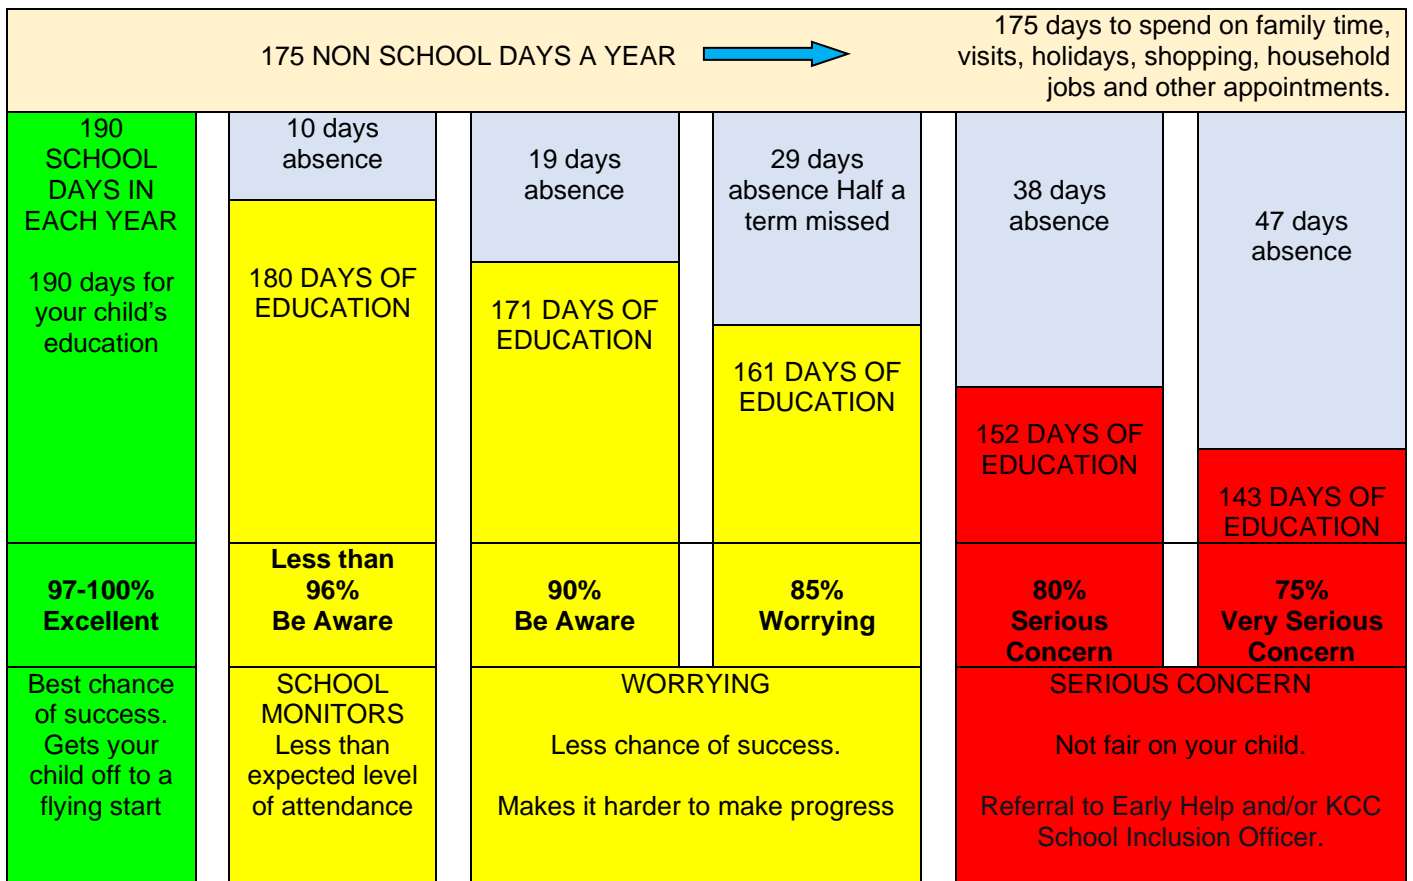 175 NON SCHOOL DAYS A YEAR
175 days to spend on family time,
visits, holidays, shopping, household
jobs and other appointments.
190
SCHOOL
DAYS IN
EACH YEAR
190 days for
your child’s
education
10 days
absence
180 DAYS OF
EDUCATION
19 days
absence
171 DAYS OF
EDUCATION
29 days
absence Half a
term missed
161 DAYS OF
EDUCATION
38 days
absence
152 DAYS OF
EDUCATION
47 days
absence
143 DAYS OF
EDUCATION
97-100%
Excellent
Less than
96%
Be Aware
90%
Be Aware
85%
Worrying
80%
Serious
Concern
75%
Very Serious
Concern
Best chance
of success.
Gets your
child off to a
flying start
SCHOOL
MONITORS
Less than
expected level
of attendance
WORRYING
Less chance of success.
Makes it harder to make progress
SERIOUS CONCERN
Not fair on your child.
Referral to Early Help and/or KCC
School Inclusion Officer.